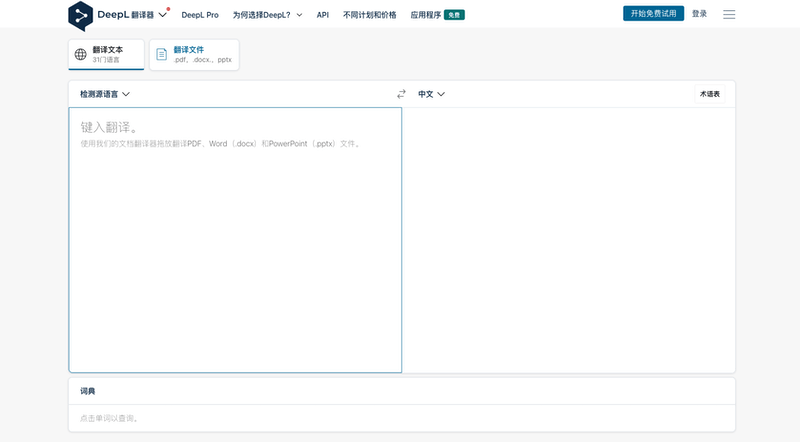 DeepL 翻译器
DeepL Pro
为何选择DeepL?
API
不同计划和价格
应用程序 免费
开始免费试用
登录
翻译文本
31门语言
翻译文件
.pdf, .docx., pptx
检测源语言
中文
术语表
键入翻译。
使用我们的文档翻译器拖放翻译PDF、Word (.docx) 和PowerPoint (.pptx) 文件。
词典
点击单词以查询。